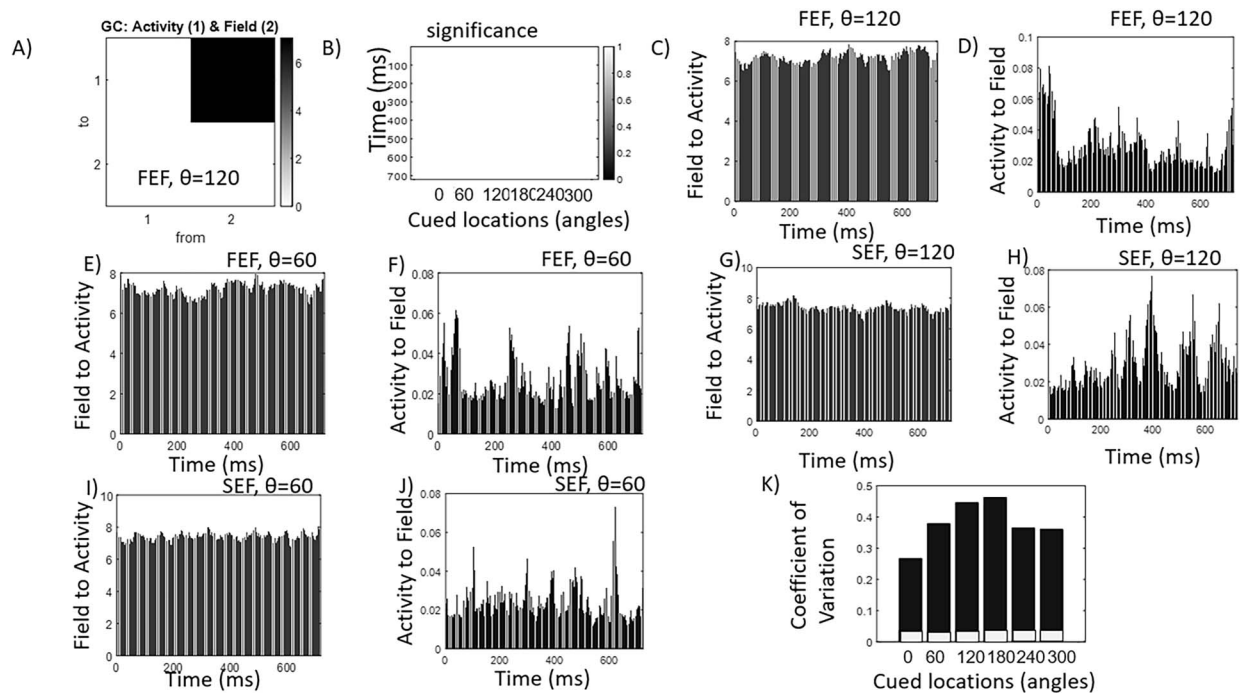 A)
GC: Activity (1) & Field (2)
6
4
2
0
to
1
2
FEF, θ=120
1
2
from
B)
significance
Time (ms)
100
200
300
400
500
600
700
1
0.8
0.6
0.4
0.2
0
0 60 120 180 240 300
Cued locations (angles)
C)
FEF, θ=120
Field to Activity
8
6
4
2
0
0 200 400 600
Time (ms)
D)
FEF, θ=120
Activity to Field
0.1
0.08
0.06
0.04
0.02
0
0 200 400 600
Time (ms)
E)
FEF, θ=60
Field to Activity
8
6
4
2
0
0 200 400 600
Time (ms)
F)
FEF, θ=60
Activity to Field
0.08
0.06
0.04
0.02
0
0 200 400 600
Time (ms)
G)
SEF, θ=120
Field to Activity
10
8
6
4
2
0
0 200 400 600
Time (ms)
H)
SEF, θ=120
Activity to Field
0.08
0.06
0.04
0.02
0
0 200 400 600
Time (ms)
I)
SEF, θ=60
Field to Activity
10
8
6
4
2
0
0 200 400 600
Time (ms)
J)
SEF, θ=60
Activity to Field
0.08
0.06
0.04
0.02
0
0 200 400 600
Time (ms)
K)
Coefficient of
Variation
0.5
0.4
0.3
0.2
0.1
0
0 60 120 180 240 300
Cued locations (angles)